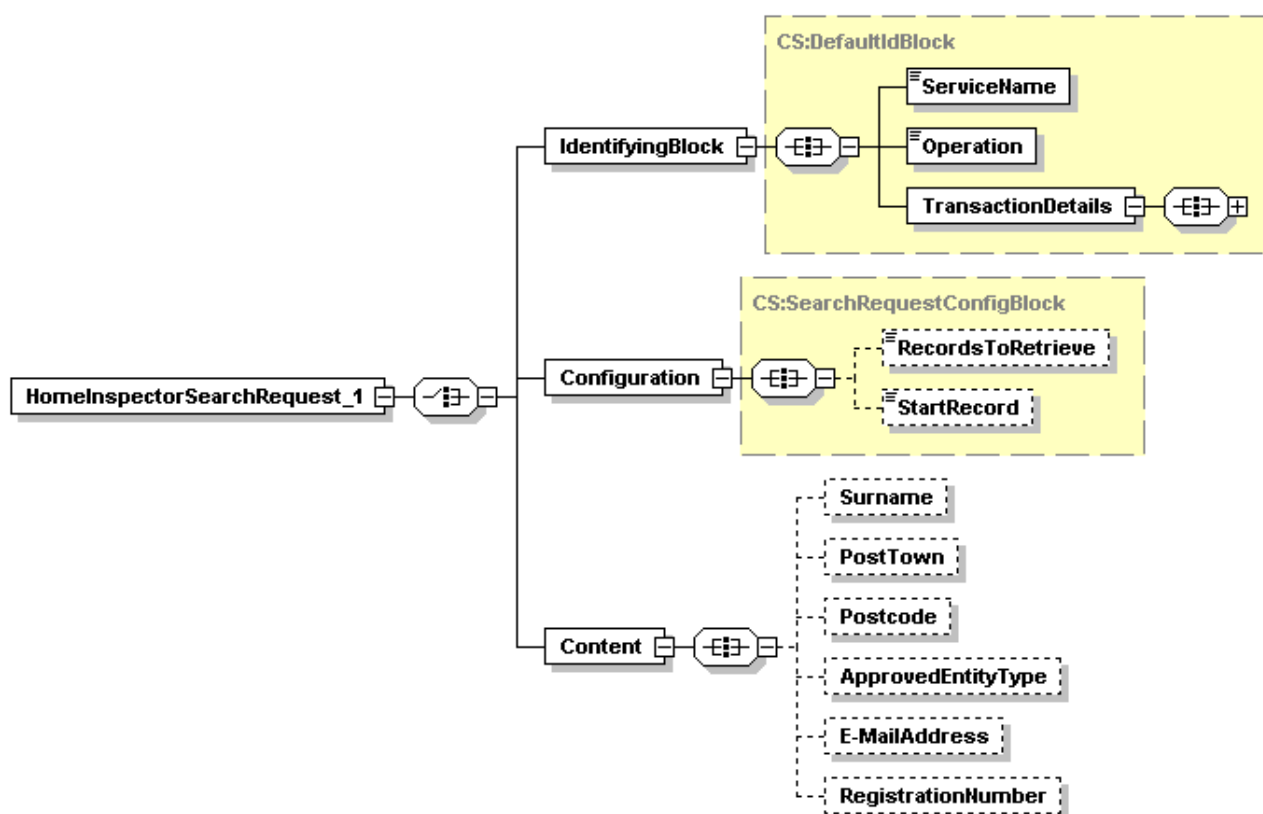 CS:DefaultIdBlock
ServiceName
IdentifyingBlock
Operation
TransactionDetails
CS:SearchRequestConfigBlock
RecordsToRetrieve
HomeInspectorSearchRequest_1
Configuration
StartRecord
Surname
PostTown
Postcode
Content
ApprovedEntityType
E-MailAddress
RegistrationNumber